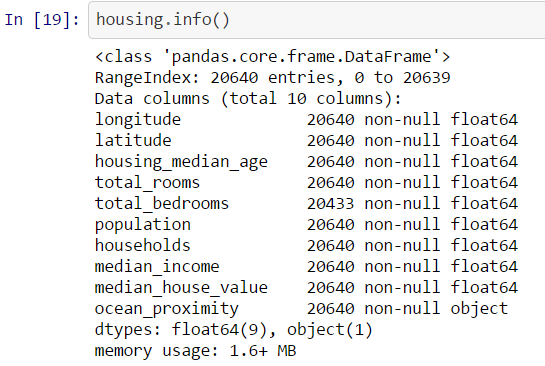 In [19]: housing.info()
<class 'pandas.core.frame.DataFrame'>
RangeIndex: 20640 entries, 0 to 20639
Data columns (total 10 columns):
longitude             20640 non-null float64
latitude              20640 non-null float64
housing_median_age    20640 non-null float64
total_rooms           20640 non-null float64
total_bedrooms        20433 non-null float64
population            20640 non-null float64
households            20640 non-null float64
median_income         20640 non-null float64
median_house_value    20640 non-null float64
ocean_proximity       20640 non-null object
dtypes: float64(9), object(1)
memory usage: 1.6+ MB